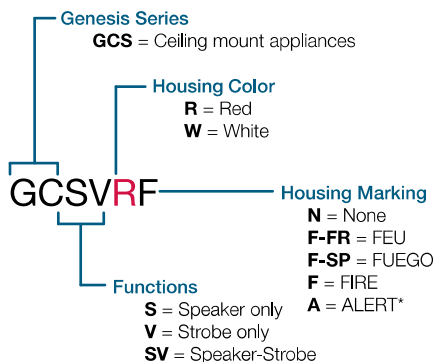 Genesis Series
GCS = Ceiling mount appliances
Housing Color
R = Red
W = White
GCSVRF
Housing Marking
N = None
F-FR = FEU
F-SP = FUEGO
F = FIRE
A = ALERT*
Functions
S = Speaker only
V = Strobe only
SV = Speaker-Strobe